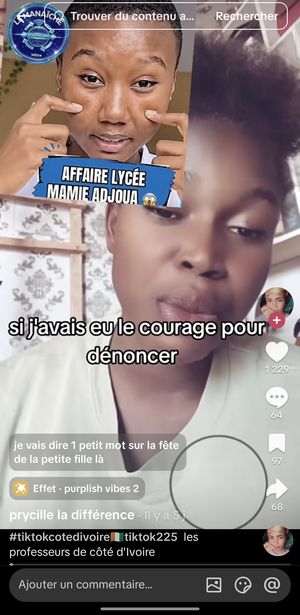 Trouver du contenu a...
Rechercher
AFFAIRE LYCÉE
MAMIE ADJOUA 😱
si j'avais eu le courage pour
dénoncer
1 229
64
je vais dire 1 petit mot sur la fête
de la petite fille là
97
Effet · purplish vibes 2
68
prycille la différence · Il y a 5 j
#tiktokcotedivoire🇨🇮tiktok225 les
professeurs de côté d'Ivoire
Ajouter un commentaire...